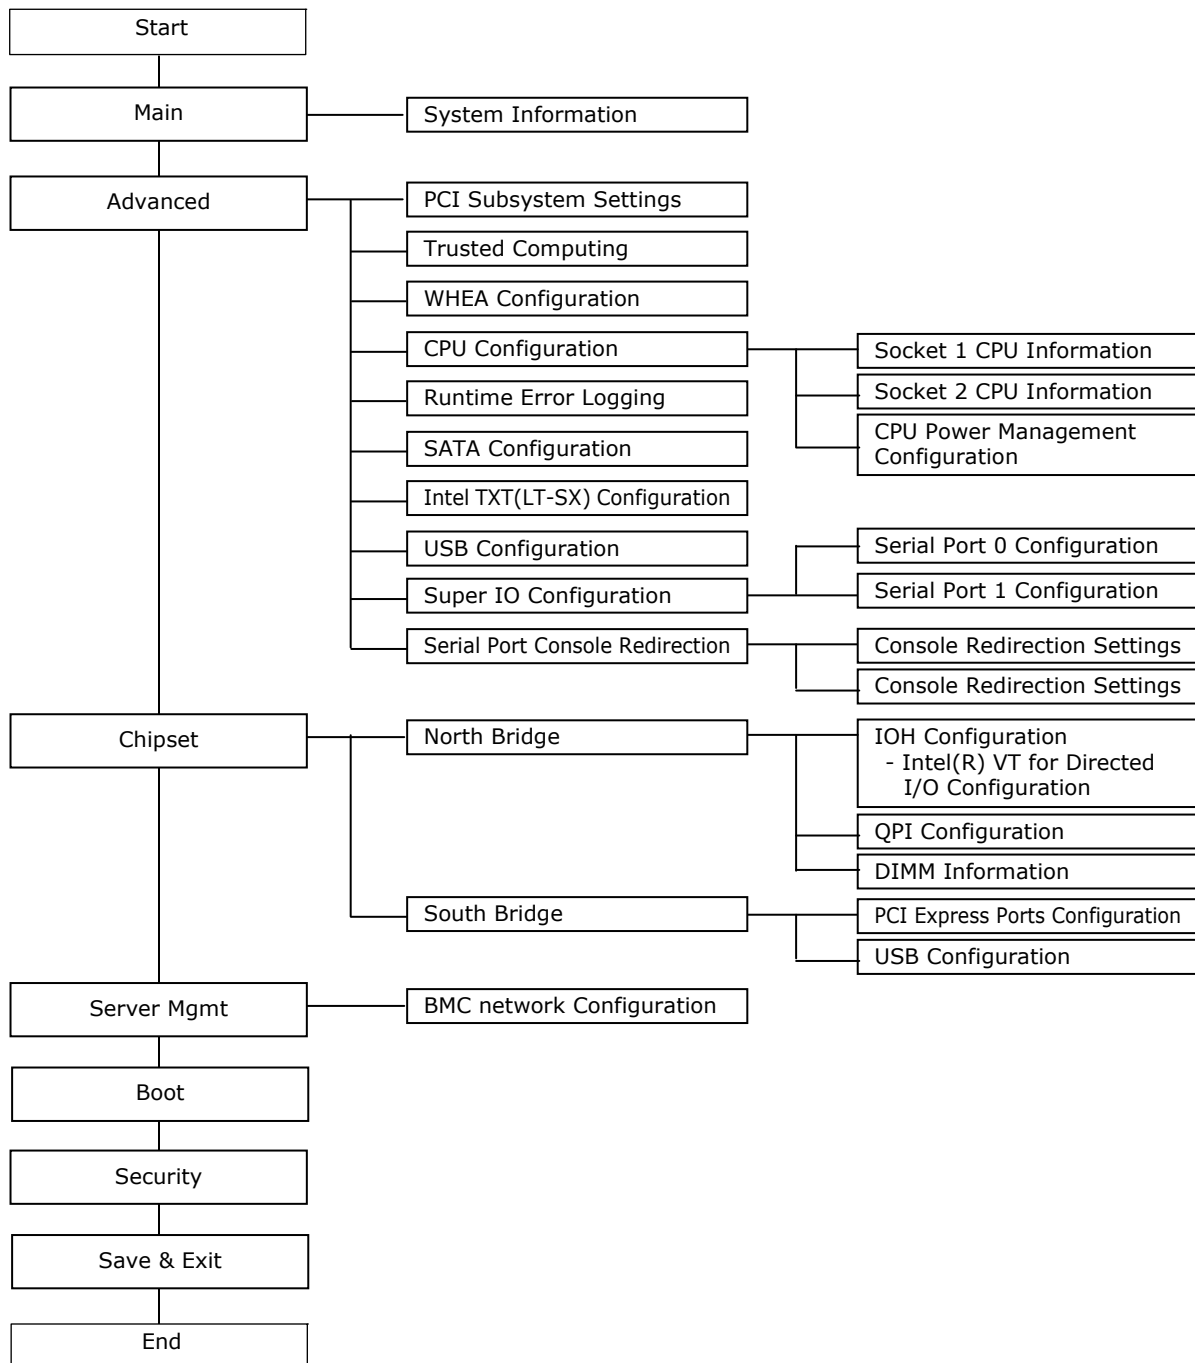 Start
Main
System Information
Advanced
PCI Subsystem Settings
Trusted Computing
WHEA Configuration
CPU Configuration
Socket 1 CPU Information
Socket 2 CPU Information
CPU Power Management
Configuration
Runtime Error Logging
SATA Configuration
Intel TXT(LT-SX) Configuration
USB Configuration
Super IO Configuration
Serial Port 0 Configuration
Serial Port 1 Configuration
Serial Port Console Redirection
Console Redirection Settings
Console Redirection Settings
Chipset
North Bridge
IOH Configuration
- Intel(R) VT for Directed
I/O Configuration
QPI Configuration
DIMM Information
South Bridge
PCI Express Ports Configuration
USB Configuration
Server Mgmt
BMC network Configuration
Boot
Security
Save & Exit
End